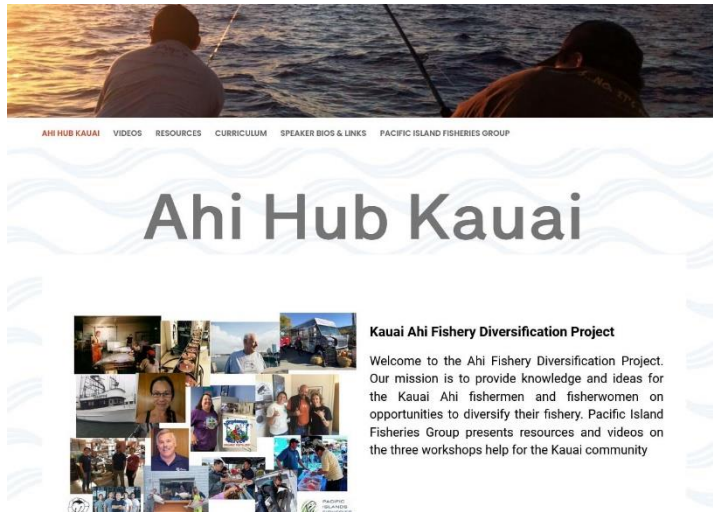 AHI HUB KAUAI VIDEOS RESOURCES CURRICULUM SPEAKER BIOS & LINKS PACIFIC ISLAND FISHERIES GROUP
Ahi Hub Kauai
Kauai Ahi Fishery Diversification Project
Welcome to the Ahi Fishery Diversification Project.
Our mission is to provide knowledge and ideas for
the Kauai Ahi fishermen and fisherwomen on
opportunities to diversify their fishery. Pacific Island
Fisheries Group presents resources and videos on
the three workshops help for the Kauai community
PACIFIC
ISLANDS